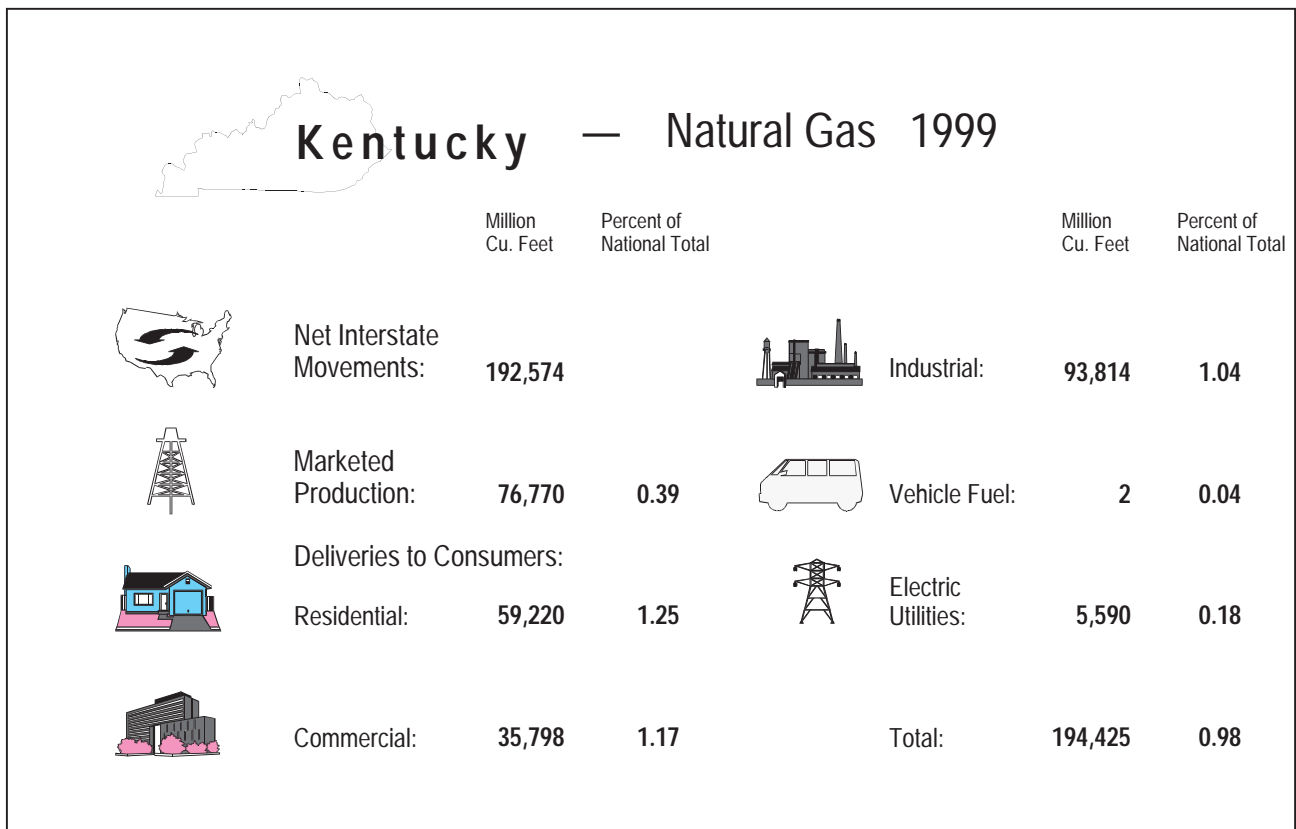 Kentucky — Natural Gas 1999
Million Cu. Feet
Percent of National Total
Million Cu. Feet
Percent of National Total
Net Interstate
Movements: 192,574
Industrial: 93,814 1.04
Marketed
Production: 76,770 0.39
Vehicle Fuel: 2 0.04
Deliveries to Consumers:
Residential: 59,220 1.25
Electric
Utilities: 5,590 0.18
Commercial: 35,798 1.17
Total: 194,425 0.98